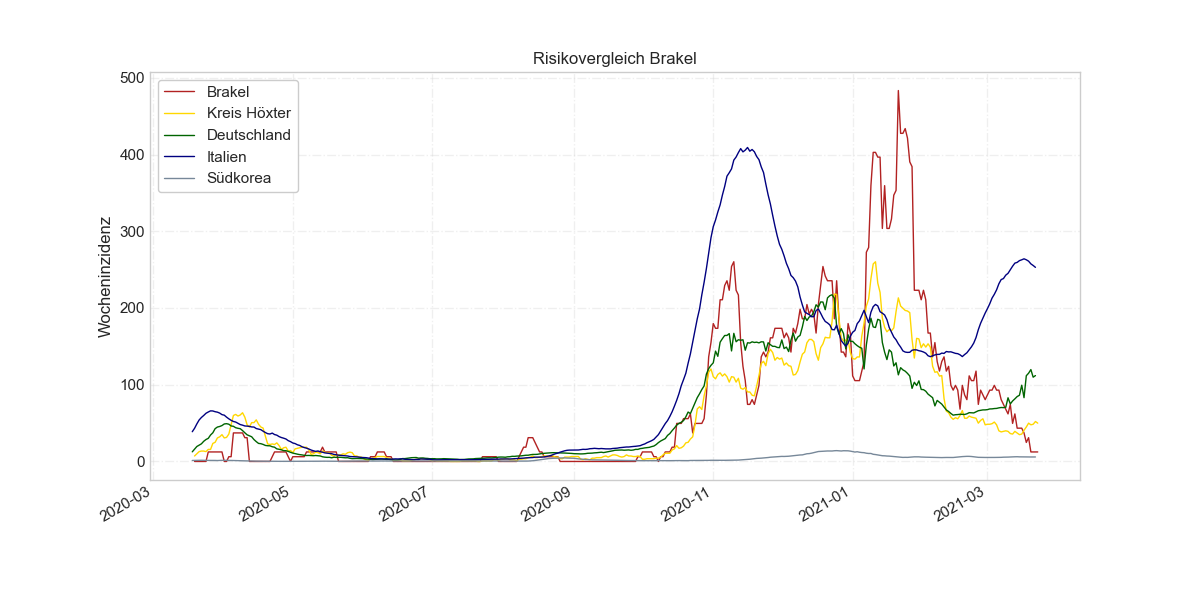 Risikovergleich Brakel
Wocheninzidenz
500
400
300
200
100
0
Brakel
Kreis Höxter
Deutschland
Italien
Südkorea
2020-03
2020-05
2020-07
2020-09
2020-11
2021-01
2021-03